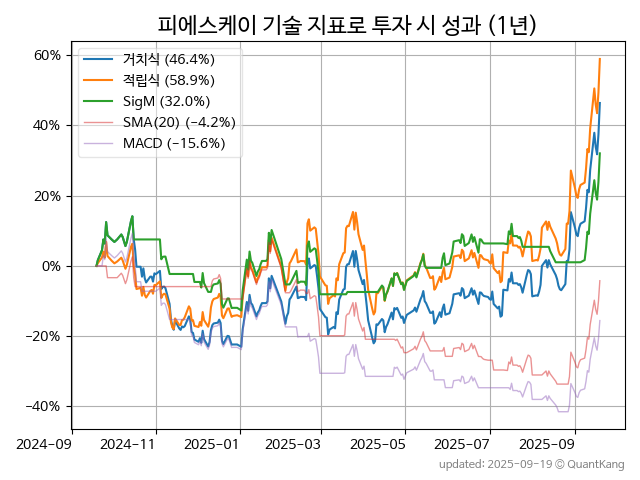 피에스케이 기술 지표로 투자 시 성과 (1년)
거치식 (46.4%)
적립식 (58.9%)
SigM (32.0%)
SMA(20) (−4.2%)
MACD (−15.6%)
60%
40%
20%
0%
−20%
−40%
2024-09
2024-11
2025-01
2025-03
2025-05
2025-07
2025-09
updated: 2025-09-19 © QuantKang